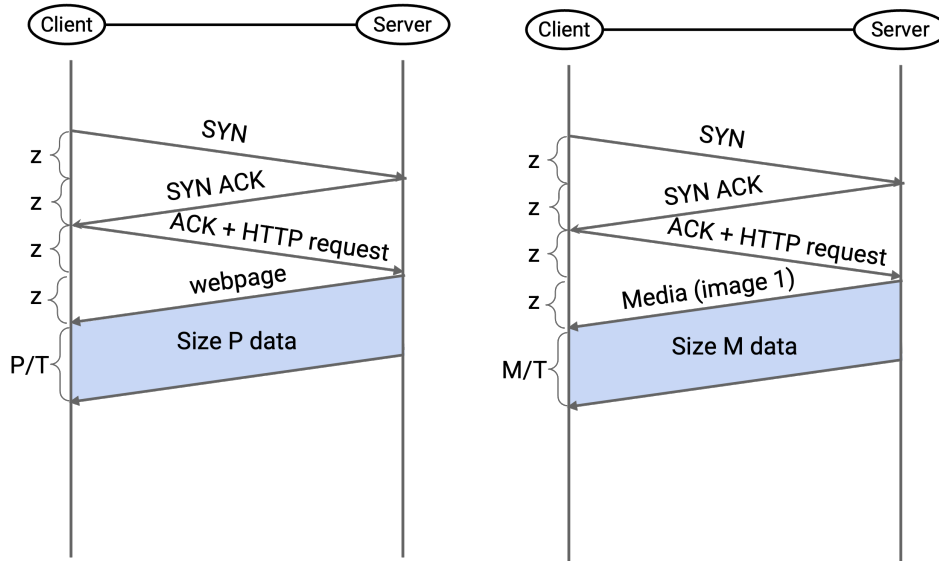 Client
Server
SYN
z
SYN ACK
z
ACK + HTTP request
z
webpage
z
Size P data
P/T
Client
Server
SYN
z
SYN ACK
z
ACK + HTTP request
z
Media (image 1)
z
Size M data
M/T